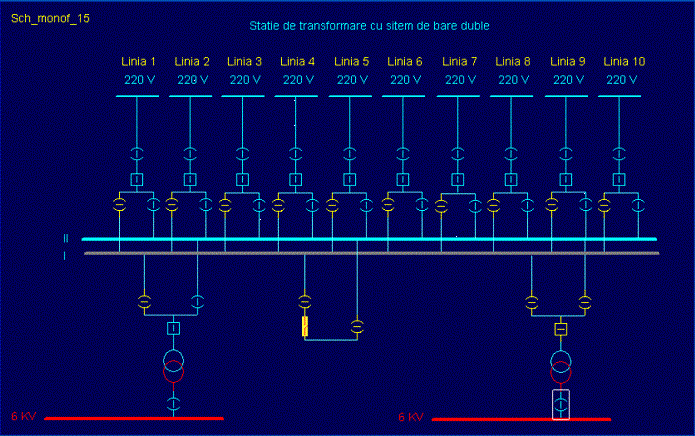 Sch_monof_15
Statie de transformare cu sitem de bare duble
Linia 1 Linia 2 Linia 3 Linia 4 Linia 5 Linia 6 Linia 7 Linia 8 Linia 9 Linia 10
220 V 220 V 220 V 220 V 220 V 220 V 220 V 220 V 220 V 220 V
II
I
6 KV 6 KV